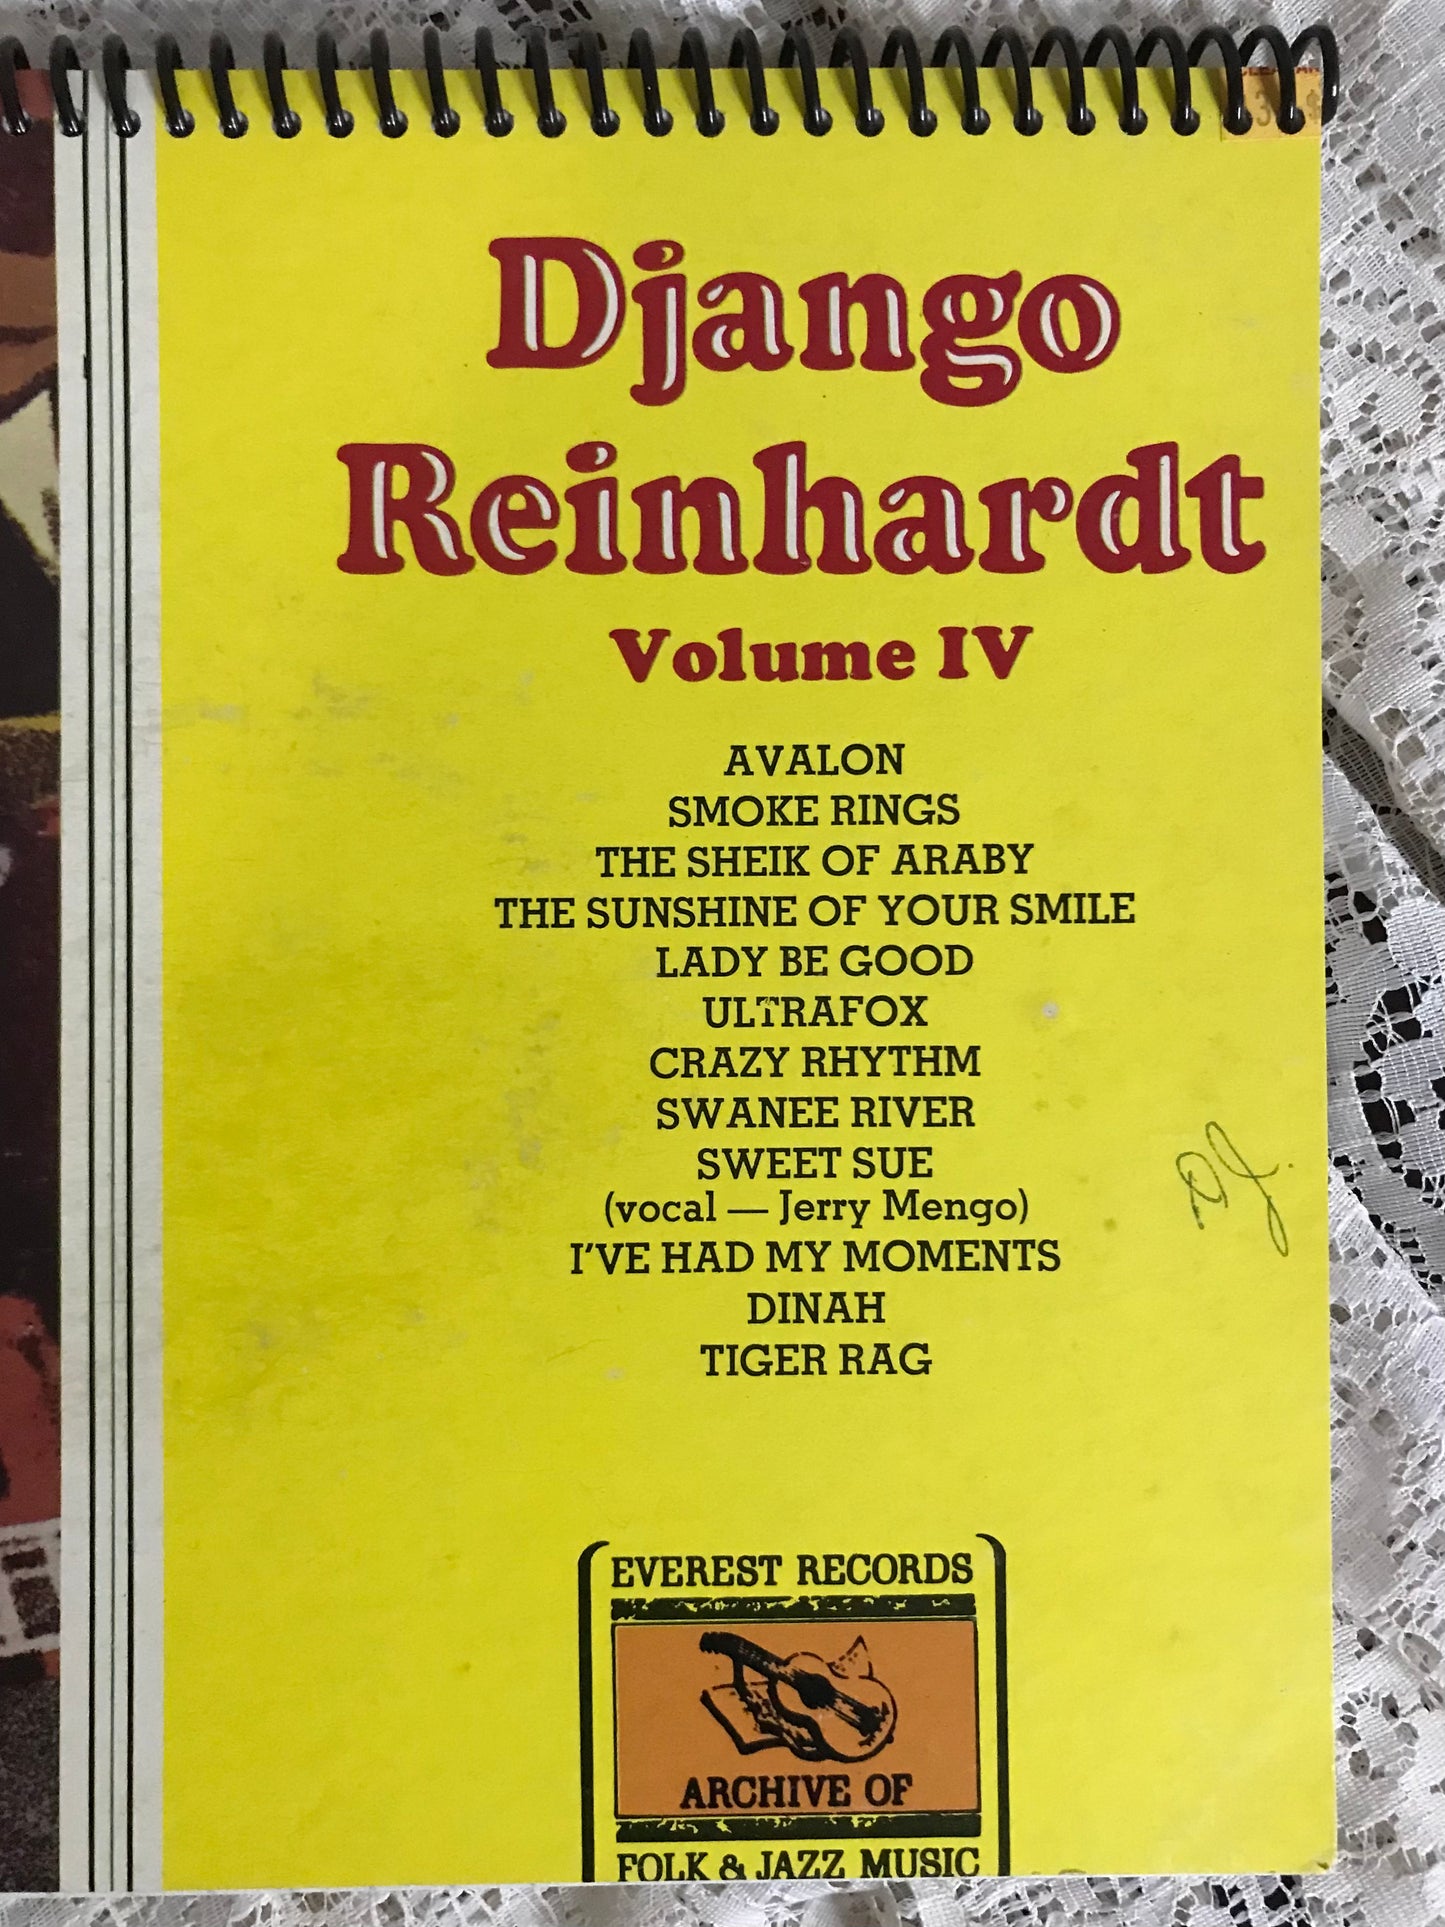 Django
Reinhardt
Volume IV
AVALON
SMOKE RINGS
THE SHEIK OF ARABY
THE SUNSHINE OF YOUR SMILE
LADY BE GOOD
ULTRAFOX
CRAZY RHYTHM
SWANEE RIVER
SWEET SUE
(vocal — Jerry Mengo)
I'VE HAD MY MOMENTS
DINAH
TIGER RAG
EVEREST RECORDS
ARCHIVE OF
FOLK & JAZZ MUSIC